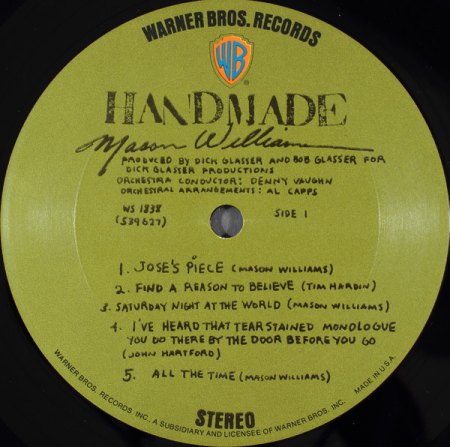 WARNER BROS. RECORDS
WB
HANDMADE
Mason Williams
PRODUCED BY DICK GLASSER AND BOB GLASSER FOR
DICK GLASSER PRODUCTIONS
ORCHESTRA CONDUCTOR: DENNY VAUGHN
ORCHESTRAL ARRANGEMENTS: AL CAPPS
WS 1838
(S39627)
SIDE 1
1. JOSE'S PIECE (MASON WILLIAMS)
2. FIND A REASON TO BELIEVE (TIM HARDIN)
3. SATURDAY NIGHT AT THE WORLD (MASON WILLIAMS)
4. I'VE HEARD THAT TEAR STAINED MONOLOGUE
YOU DO THERE BY THE DOOR BEFORE YOU GO
(JOHN HARTFORD)
5. ALL THE TIME (MASON WILLIAMS)
STEREO
WARNER BROS. RECORDS INC., A SUBSIDIARY AND LICENSEE OF WARNER BROS. INC. MADE IN U.S.A.